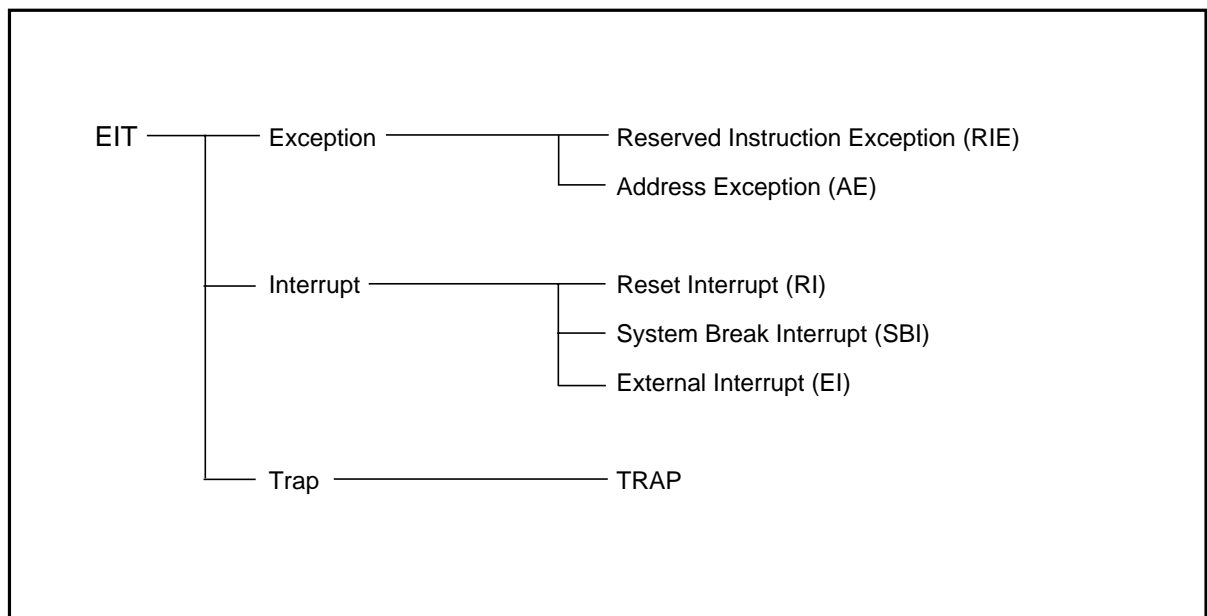 EIT Exception Reserved Instruction Exception (RIE)
Address Exception (AE)
Interrupt Reset Interrupt (RI)
System Break Interrupt (SBI)
External Interrupt (EI)
Trap TRAP